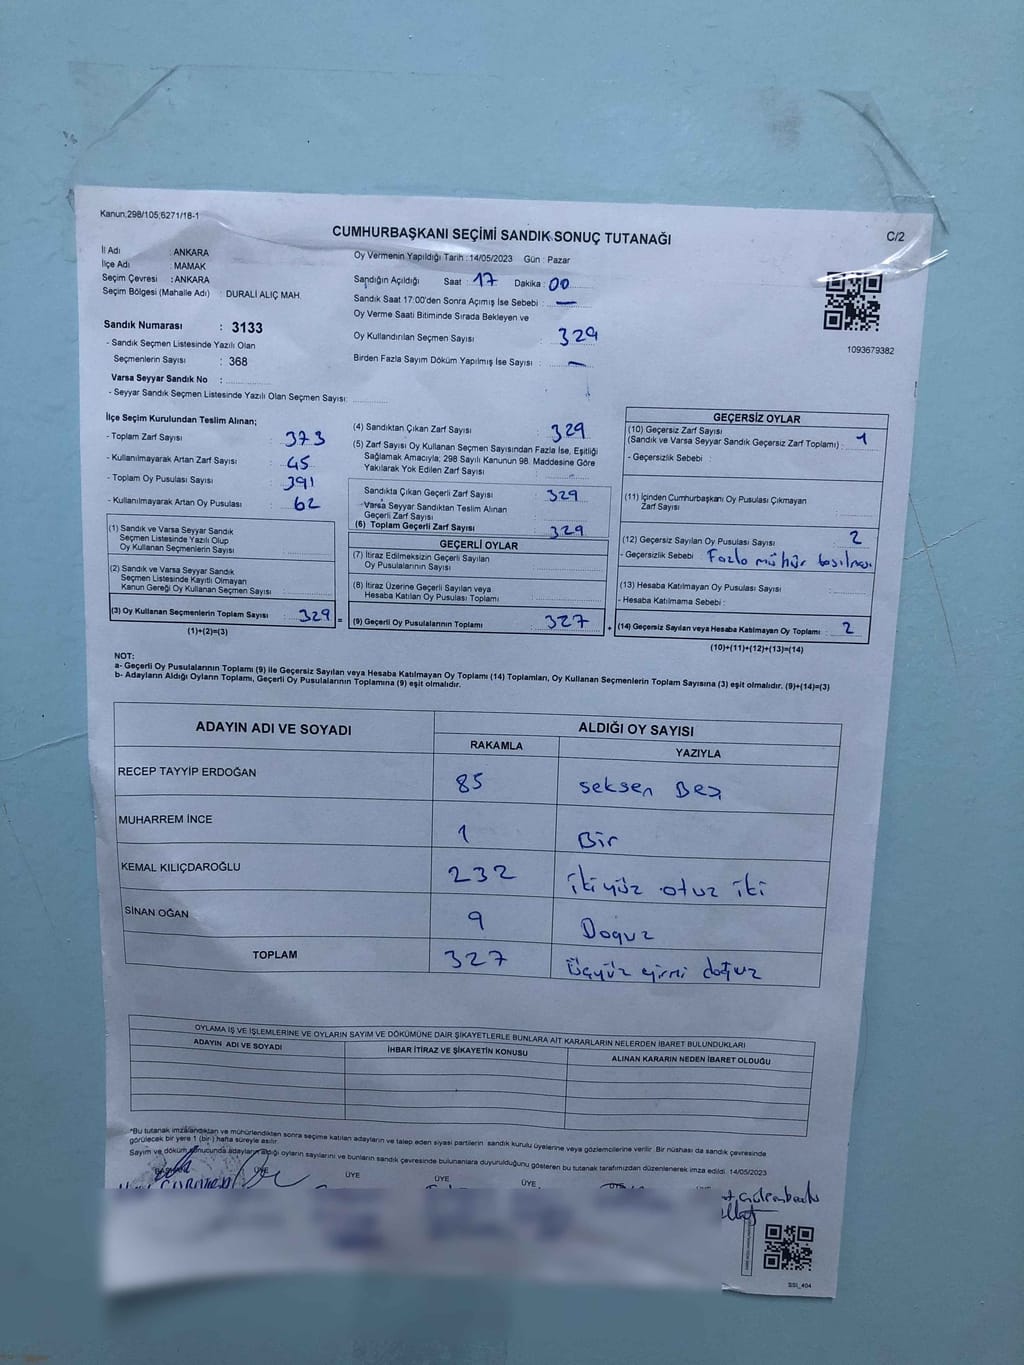 Kanun;298/105;6271/18-1
CUMHURBAŞKANI SEÇİMİ SANDIK SONUÇ TUTANAĞI
C/2
İl Adı : ANKARA
İlçe Adı : MAMAK
Seçim Çevresi : ANKARA
Seçim Bölgesi (Mahalle Adı) : DURALİ ALIÇ MAH.
Oy Vermenin Yapıldığı Tarih : 14/05/2023 Gün : Pazar
Sandığın Açıldığı Saat : 17 Dakika : 00
Sandık Saat 17:00'den Sonra Açımış İse Sebebi : —
Oy Verme Saati Bitiminde Sırada Bekleyen ve
Oy Kullandırılan Seçmen Sayısı : 329
Birden Fazla Sayım Döküm Yapılmış İse Sayısı : —
1093679382
Sandık Numarası : 3133
- Sandık Seçmen Listesinde Yazılı Olan
Seçmenlerin Sayısı : 368
Varsa Seyyar Sandık No :
- Seyyar Sandık Seçmen Listesinde Yazılı Olan Seçmen Sayısı:
İlçe Seçim Kurulundan Teslim Alınan;
- Toplam Zarf Sayısı : 373
- Kullanılmayarak Artan Zarf Sayısı : 45
- Toplam Oy Pusulası Sayısı : 391
- Kullanılmayarak Artan Oy Pusulası : 62
(1) Sandık ve Varsa Seyyar Sandık
Seçmen Listesinde Yazılı Olup
Oy Kullanan Seçmenlerin Sayısı :
(2) Sandık ve Varsa Seyyar Sandık
Seçmen Listesinde Kayıtlı Olmayan
Kanun Gereği Oy Kullanan Seçmen Sayısı :
(3) Oy Kullanan Seçmenlerin Toplam Sayısı : 329 =
(1)+(2)=(3)
(4) Sandıktan Çıkan Zarf Sayısı : 329
(5) Zarf Sayısı Oy Kullanan Seçmen Sayısından Fazla İse, Eşitliği
Sağlamak Amacıyla; 298 Sayılı Kanunun 98. Maddesine Göre
Yakılarak Yok Edilen Zarf Sayısı :
Sandıkta Çıkan Geçerli Zarf Sayısı : 329
Varsa Seyyar Sandıktan Teslim Alınan
Geçerli Zarf Sayısı :
(6) Toplam Geçerli Zarf Sayısı : 329
GEÇERLİ OYLAR
(7) İtiraz Edilmeksizin Geçerli Sayılan
Oy Pusulalarının Sayısı :
(8) İtiraz Üzerine Geçerli Sayılan veya
Hesaba Katılan Oy Pusulası Toplamı :
(9) Geçerli Oy Pusulalarının Toplamı : 327 +
GEÇERSİZ OYLAR
(10) Geçersiz Zarf Sayısı
(Sandık ve Varsa Seyyar Sandık Geçersiz Zarf Toplamı) : 1
- Geçersizlik Sebebi :
(11) İçinden Cumhurbaşkanı Oy Pusulası Çıkmayan
Zarf Sayısı :
(12) Geçersiz Sayılan Oy Pusulası Sayısı : 2
- Geçersizlik Sebebi : Fazla mühür basılması
(13) Hesaba Katılmayan Oy Pusulası Sayısı :
- Hesaba Katılmama Sebebi :
(14) Geçersiz Sayılan veya Hesaba Katılmayan Oy Toplamı : 2
(10)+(11)+(12)+(13)=(14)
NOT:
a- Geçerli Oy Pusulalarının Toplamı (9) ile Geçersiz Sayılan veya Hesaba Katılmayan Oy Toplamı (14) Toplamları, Oy Kullanan Seçmenlerin Toplam Sayısına (3) eşit olmalıdır. (9)+(14)=(3)
b- Adayların Aldığı Oyların Toplamı, Geçerli Oy Pusulalarının Toplamına (9) eşit olmalıdır.
ADAYIN ADI VE SOYADI
ALDIĞI OY SAYISI
RAKAMLA YAZIYLA
RECEP TAYYİP ERDOĞAN 85 seksen Beş
MUHARREM İNCE 1 Bir
KEMAL KILIÇDAROĞLU 232 ikiyüz otuz iki
SİNAN OĞAN 9 Doquz
TOPLAM 327 üçyüz yirmi doğuz
OYLAMA İŞ VE İŞLEMLERİNE VE OYLARIN SAYIM VE DÖKÜMÜNE DAİR ŞİKAYETLERLE BUNLARA AİT KARARLARIN NELERDEN İBARET BULUNDUKLARI
ADAYIN ADI VE SOYADI İHBAR İTİRAZ VE ŞİKAYETİN KONUSU ALINAN KARARIN NEDEN İBARET OLDUĞU
*Bu tutanak imzalandıktan ve mühürlendikten sonra seçime katılan adayların ve talep eden siyasi partilerin sandık kurulu üyelerine veya gözlemcilerine verilir. Bir nüshası da sandık çevresinde
görülecek bir yere 1 (bir) hafta süreyle asılır.
Sayım ve döküm sonucunda adayların aldığı oyların sayılarını ve bunların sandık çevresinde bulunanlara duyurulduğunu gösteren bu tutanak tarafımızdan düzenlenerek imza edildi. 14/05/2023
BAŞKAN ÜYE ÜYE ÜYE ÜYE ÜYE
SSI_404